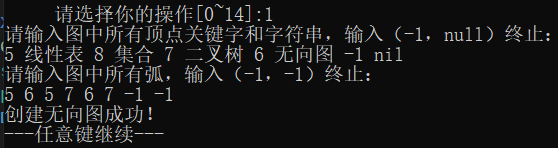 请选择你的操作[0~14]:1
请输入图中所有顶点关键字和字符串，输入（-1，null）终止：
5 线性表 8 集合 7 二叉树 6 无向图 -1 nil
请输入图中所有弧，输入（-1，-1）终止：
5 6 5 7 6 7 -1 -1
创建无向图成功！
---任意键继续---